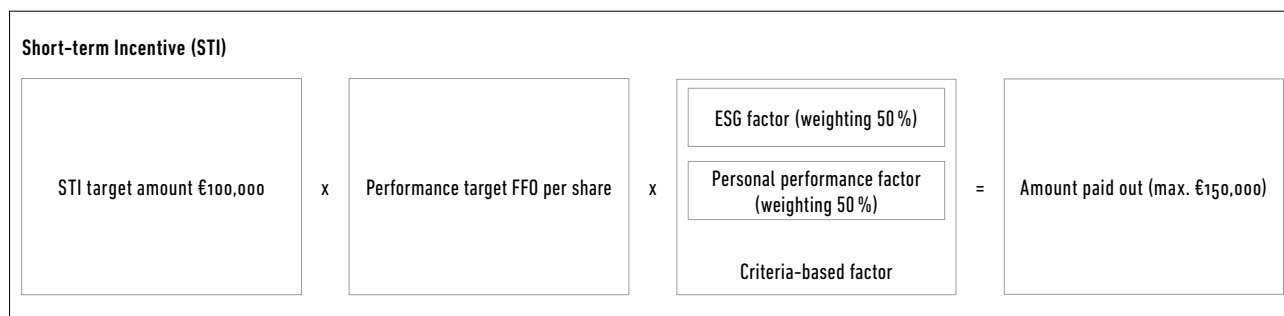 Short-term Incentive (STI)
STI target amount €100,000
x
Performance target FFO per share
x
ESG factor (weighting 50 %)
Personal performance factor
(weighting 50 %)
Criteria-based factor
=
Amount paid out (max. €150,000)